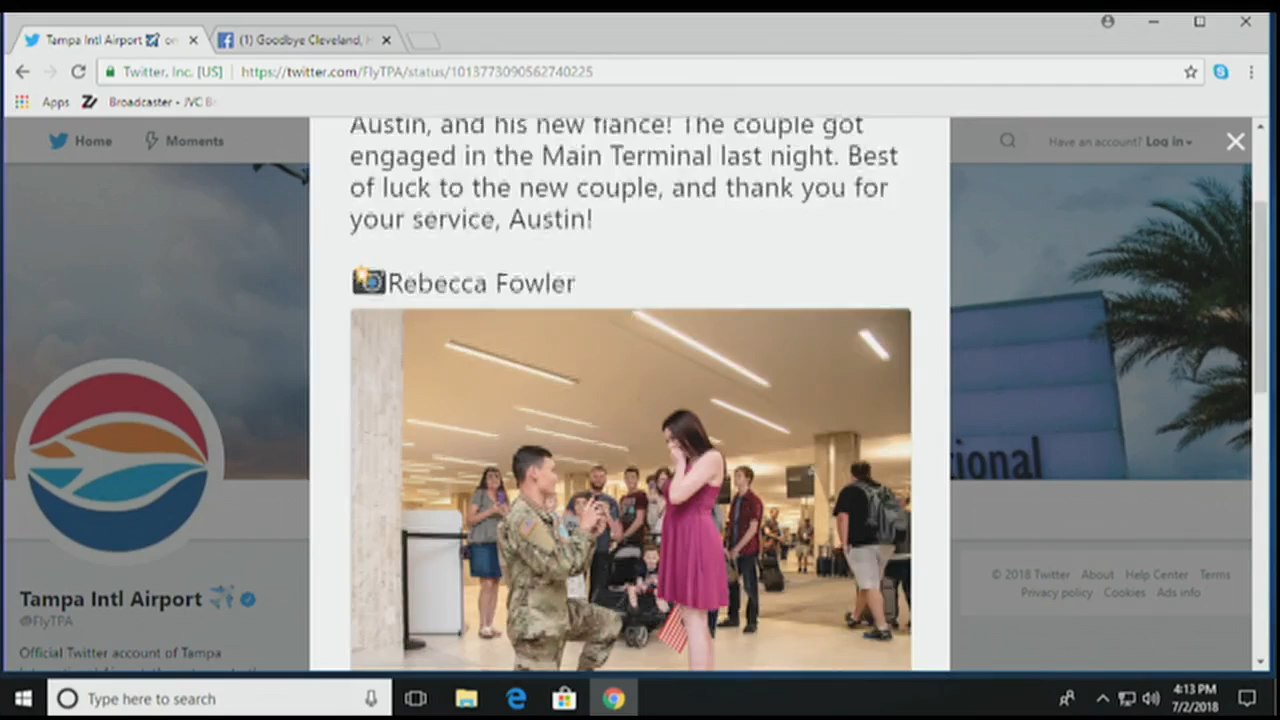 Tampa Intl Airport
(1) Goodbye Cleveland,
Twitter, Inc. [US]
https://twitter.com/FlyTPA/status/1013773090562740225
Apps
Broadcaster - JVC
Home
Moments
Have an account? Log in
Austin, and his new fiance! The couple got
engaged in the Main Terminal last night. Best
of luck to the new couple, and thank you for
your service, Austin!
Rebecca Fowler
ional
Tampa Intl Airport
@FlyTPA
Official Twitter account of Tampa
© 2018 Twitter About Help Center Terms
Privacy policy Cookies Ads info
Type here to search
4:13 PM
7/2/2018